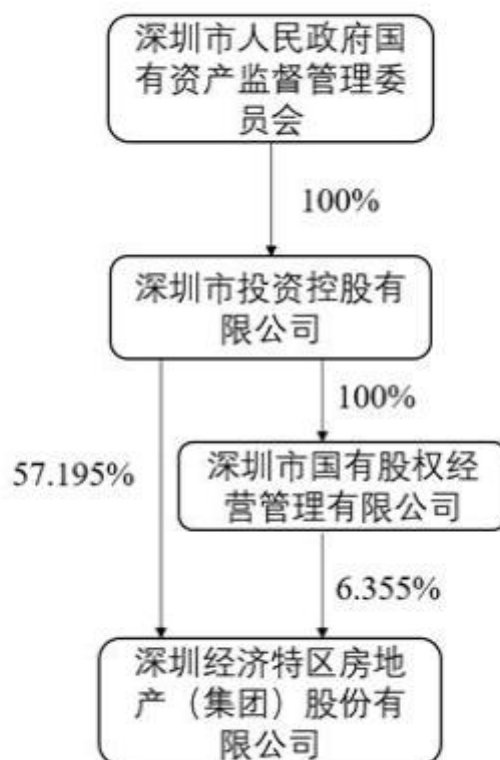 深圳市人民政府国
有资产监督管理委
员会
100%
深圳市投资控股有
限公司
100%
57.195%
深圳市国有股权经
营管理有限公司
6.355%
深圳经济特区房地
产（集团）股份有
限公司